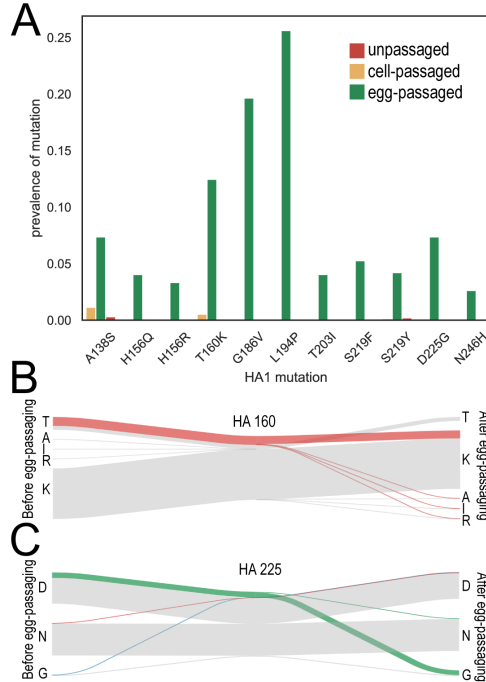 A
prevalence of mutation
0.25
0.20
0.15
0.10
0.05
0.00
unpassaged
cell-passaged
egg-passaged
A138S
H156Q
H156R
T160K
G186V
L194P
T203I
S219F
S219Y
D225G
N246H
HA1 mutation
B
HA 160
Before egg-passaging
T
A
I
R
K
T
K
A
I
R
After egg-passaging
C
HA 225
Before egg-passaging
D
N
G
D
N
G
After egg-passaging